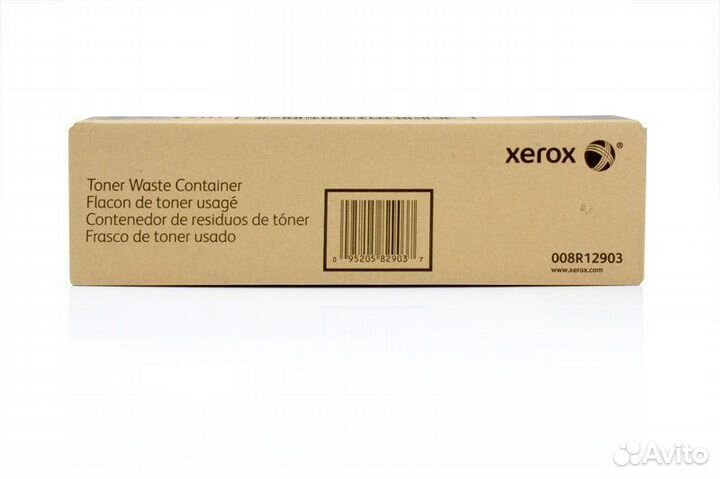 xerox ®
Toner Waste Container
Flacon de toner usagé
Contenedor de residuos de tóner
Frasco de toner usado
0 95205 82903 7
008R12903
www.xerox.com
Avito